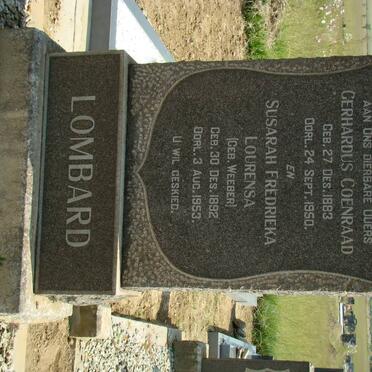 AAN ONS DIERBARE OUERS
GERHARDUS COENRAAD
GEB. 27 DES. 1883
OORL. 24 SEPT. 1950.
EN
SUSARAH FREDRIEKA
LOURENSA
(GEB. WEEBER)
GEB. 30 DES. 1892
OORL. 3 AUG. 1953.
U WIL GESKIED.
LOMBARD